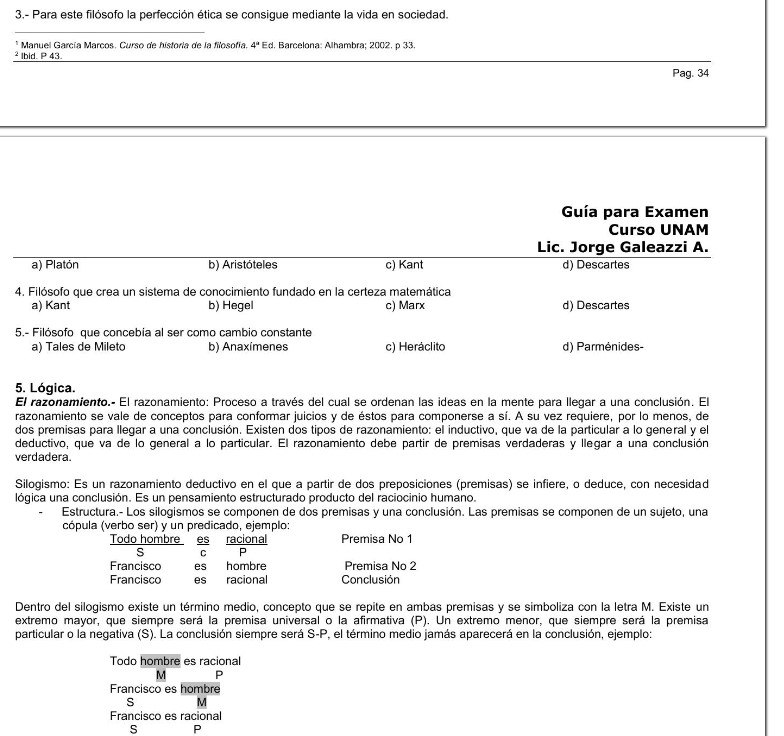 3.- Para este filósofo la perfección ética se consigue mediante la vida en sociedad.
1 Manuel García Marcos. Curso de historia de la filosofía. 4ª Ed. Barcelona: Alhambra; 2002. p 33.
2 Ibid. P 43.
Pag. 34
Guía para Examen
Curso UNAM
Lic. Jorge Galeazzi A.
a) Platón b) Aristóteles c) Kant d) Descartes
4. Filósofo que crea un sistema de conocimiento fundado en la certeza matemática
a) Kant b) Hegel c) Marx d) Descartes
5.- Filósofo que concebía al ser como cambio constante
a) Tales de Mileto b) Anaxímenes c) Heráclito d) Parménides-
5. Lógica.
El razonamiento.- El razonamiento: Proceso a través del cual se ordenan las ideas en la mente para llegar a una conclusión. El
razonamiento se vale de conceptos para conformar juicios y de éstos para componerse a sí. A su vez requiere, por lo menos, de
dos premisas para llegar a una conclusión. Existen dos tipos de razonamiento: el inductivo, que va de la particular a lo general y el
deductivo, que va de lo general a lo particular. El razonamiento debe partir de premisas verdaderas y llegar a una conclusión
verdadera.
Silogismo: Es un razonamiento deductivo en el que a partir de dos preposiciones (premisas) se infiere, o deduce, con necesidad
lógica una conclusión. Es un pensamiento estructurado producto del raciocinio humano.
- Estructura.- Los silogismos se componen de dos premisas y una conclusión. Las premisas se componen de un sujeto, una
cópula (verbo ser) y un predicado, ejemplo:
Todo hombre es racional Premisa No 1
S c P
Francisco es hombre Premisa No 2
Francisco es racional Conclusión
Dentro del silogismo existe un término medio, concepto que se repite en ambas premisas y se simboliza con la letra M. Existe un
extremo mayor, que siempre será la premisa universal o la afirmativa (P). Un extremo menor, que siempre será la premisa
particular o la negativa (S). La conclusión siempre será S-P, el término medio jamás aparecerá en la conclusión, ejemplo:
Todo hombre es racional
M P
Francisco es hombre
S M
Francisco es racional
S P